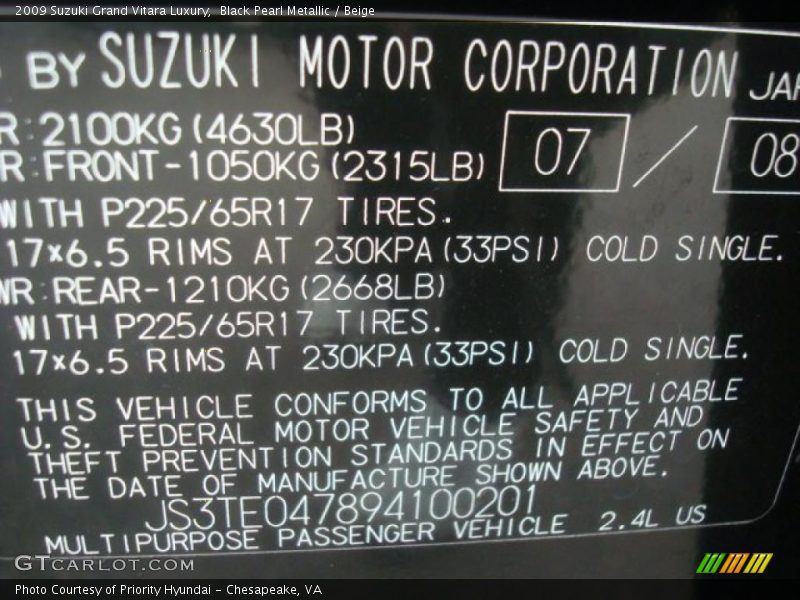 2009 Suzuki Grand Vitara Luxury, Black Pearl Metallic / Beige
BY SUZUKI MOTOR CORPORATION JAP
R:2100KG(4630LB)
R:FRONT-1050KG(2315LB) 07 / 08
WITH P225/65R17 TIRES.
17×6.5 RIMS AT 230KPA(33PSI) COLD SINGLE.
WR:REAR-1210KG(2668LB)
WITH P225/65R17 TIRES.
17×6.5 RIMS AT 230KPA(33PSI) COLD SINGLE.
THIS VEHICLE CONFORMS TO ALL APPLICABLE
U.S. FEDERAL MOTOR VEHICLE SAFETY AND
THEFT PREVENTION STANDARDS IN EFFECT ON
THE DATE OF MANUFACTURE SHOWN ABOVE.
JS3TE047894100201
MULTIPURPOSE PASSENGER VEHICLE 2.4L US
GTCARLOT.COM
Photo Courtesy of Priority Hyundai - Chesapeake, VA